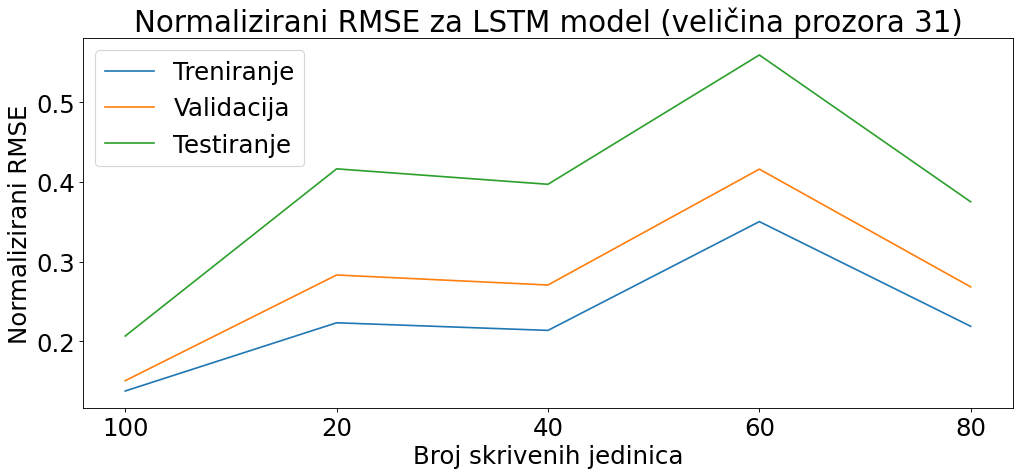 Normalizirani RMSE za LSTM model (veličina prozora 31)
Treniranje
Validacija
Testiranje
Normalizirani RMSE
0.5
0.4
0.3
0.2
100 20 40 60 80
Broj skrivenih jedinica